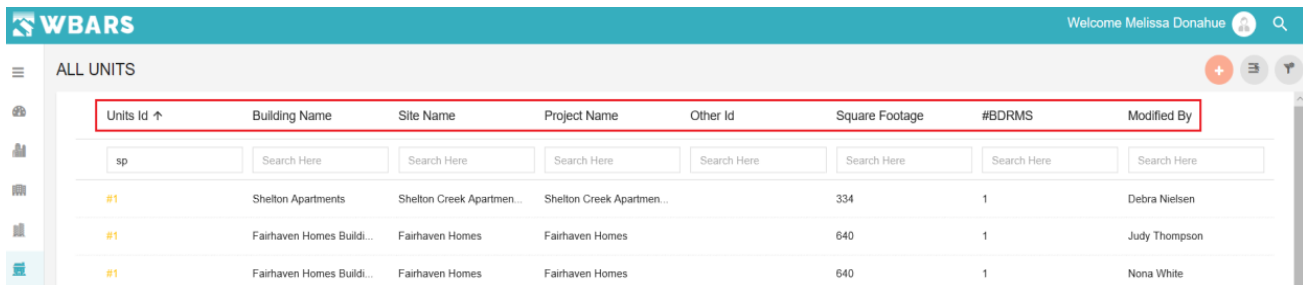 WBARS Welcome Melissa Donahue
ALL UNITS
Units Id ↑ Building Name Site Name Project Name Other Id Square Footage #BDRMS Modified By
sp Search Here Search Here Search Here Search Here Search Here Search Here Search Here
#1 Shelton Apartments Shelton Creek Apartmen... Shelton Creek Apartmen... 334 1 Debra Nielsen
#1 Fairhaven Homes Buildi... Fairhaven Homes Fairhaven Homes 640 1 Judy Thompson
#1 Fairhaven Homes Buildi... Fairhaven Homes Fairhaven Homes 640 1 Nona White